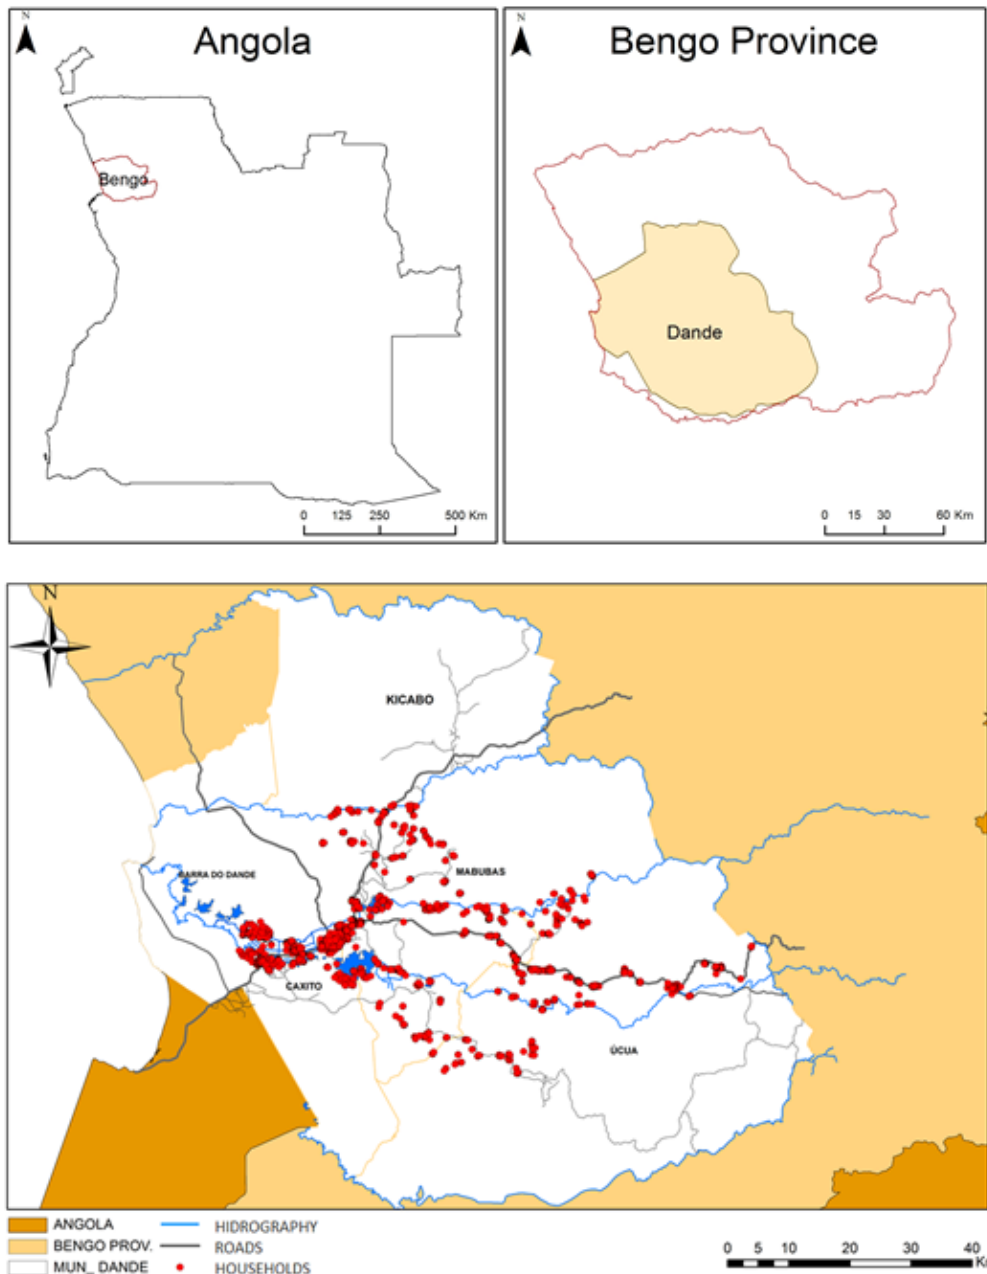 N
Angola
Bengo
0 125 250 500 Km
N
Bengo Province
Dande
0 15 30 60 Km
N
KICABO
MABUBAS
BARRA DO DANDE
CAXITO
ÚCUA
ANGOLA
BENGO PROV.
MUN_ DANDE
HIDROGRAPHY
ROADS
HOUSEHOLDS
0 5 10 20 30 40